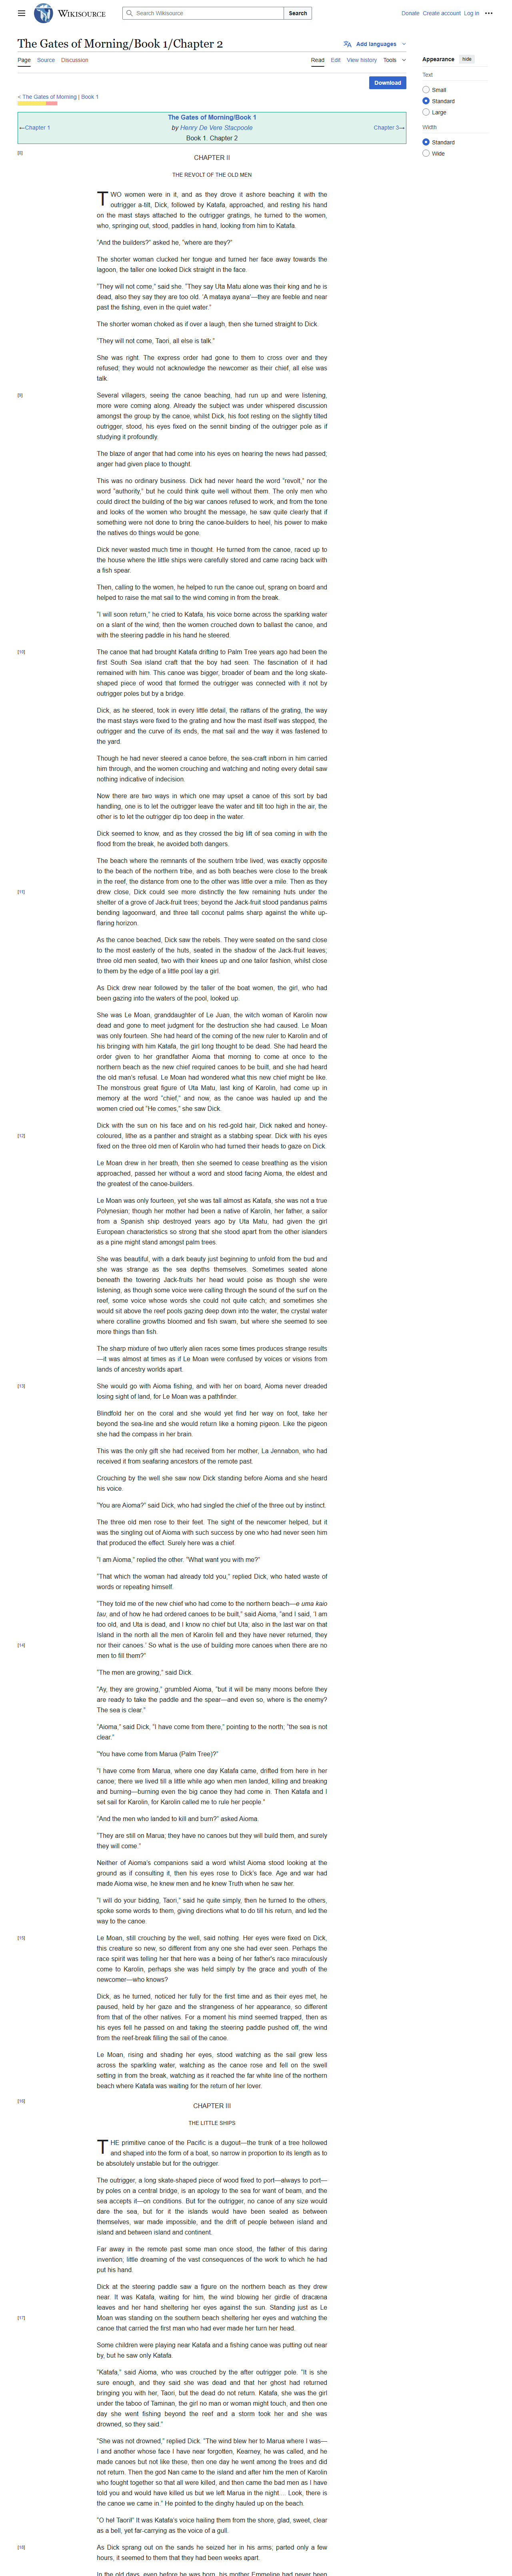 Wikisource
Search Wikisource
Search
Donate Create account Log in
The Gates of Morning/Book 1/Chapter 2
Add languages
Page Source Discussion
Read Edit View history Tools
Appearance hide
Text
Small
Standard
Large
Width
Standard
Wide
Download
< The Gates of Morning | Book 1
The Gates of Morning/Book 1
←Chapter 1
by Henry De Vere Stacpoole
Chapter 3→
Book 1. Chapter 2
[8]
CHAPTER II
THE REVOLT OF THE OLD MEN
TWO women were in it, and as they drove it ashore beaching it with the
outrigger a-tilt, Dick, followed by Katafa, approached, and resting his hand
on the mast stays attached to the outrigger gratings, he turned to the women,
who, springing out, stood, paddles in hand, looking from him to Katafa.
"And the builders?" asked he, "where are they?"
The shorter woman clucked her tongue and turned her face away towards the
lagoon, the taller one looked Dick straight in the face.
"They will not come," said she. "They say Uta Matu alone was their king and he is
dead, also they say they are too old. 'A mataya ayana'—they are feeble and near
past the fishing, even in the quiet water."
The shorter woman choked as if over a laugh, then she turned straight to Dick.
"They will not come, Taori, all else is talk."
She was right. The express order had gone to them to cross over and they
refused; they would not acknowledge the newcomer as their chief, all else was
talk.
[9]
Several villagers, seeing the canoe beaching, had run up and were listening,
more were coming along. Already the subject was under whispered discussion
amongst the group by the canoe, whilst Dick, his foot resting on the slightly tilted
outrigger, stood, his eyes fixed on the sennit binding of the outrigger pole as if
studying it profoundly.
The blaze of anger that had come into his eyes on hearing the news had passed;
anger had given place to thought.
This was no ordinary business. Dick had never heard the word "revolt," nor the
word "authority," but he could think quite well without them. The only men who
could direct the building of the big war canoes refused to work, and from the tone
and looks of the women who brought the message, he saw quite clearly that if
something were not done to bring the canoe-builders to heel, his power to make
the natives do things would be gone.
Dick never wasted much time in thought. He turned from the canoe, raced up to
the house where the little ships were carefully stored and came racing back with
a fish spear.
Then, calling to the women, he helped to run the canoe out, sprang on board and
helped to raise the mat sail to the wind coming in from the break.
"I will soon return," he cried to Katafa, his voice borne across the sparkling water
on a slant of the wind; then the women crouched down to ballast the canoe, and
with the steering paddle in his hand he steered.
[10]
The canoe that had brought Katafa drifting to Palm Tree years ago had been the
first South Sea island craft that the boy had seen. The fascination of it had
remained with him. This canoe was bigger, broader of beam and the long skate-
shaped piece of wood that formed the outrigger was connected with it not by
outrigger poles but by a bridge.
Dick, as he steered, took in every little detail, the rattans of the grating, the way
the mast stays were fixed to the grating and how the mast itself was stepped, the
outrigger and the curve of its ends, the mat sail and the way it was fastened to
the yard.
Though he had never steered a canoe before, the sea-craft inborn in him carried
him through, and the women crouching and watching and noting every detail saw
nothing indicative of indecision.
Now there are two ways in which one may upset a canoe of this sort by bad
handling, one is to let the outrigger leave the water and tilt too high in the air, the
other is to let the outrigger dip too deep in the water.
Dick seemed to know, and as they crossed the big lift of sea coming in with the
flood from the break, he avoided both dangers.
The beach where the remnants of the southern tribe lived, was exactly opposite
to the beach of the northern tribe, and as both beaches were close to the break
in the reef, the distance from one to the other was little over a mile. Then as they
[11]
drew close, Dick could see more distinctly the few remaining huts under the
shelter of a grove of Jack-fruit trees; beyond the Jack-fruit stood pandanus palms
bending lagoonward, and three tall coconut palms sharp against the white up-
flaring horizon.
As the canoe beached, Dick saw the rebels. They were seated on the sand close
to the most easterly of the huts, seated in the shadow of the Jack-fruit leaves;
three old men seated, two with their knees up and one tailor fashion; whilst close
to them by the edge of a little pool lay a girl.
As Dick drew near followed by the taller of the boat women, the girl, who had
been gazing into the waters of the pool, looked up.
She was Le Moan, granddaughter of Le Juan, the witch woman of Karolin now
dead and gone to meet judgment for the destruction she had caused. Le Moan
was only fourteen. She had heard of the coming of the new ruler to Karolin and of
his bringing with him Katafa, the girl long thought to be dead. She had heard the
order given to her grandfather Aioma that morning to come at once to the
northern beach as the new chief required canoes to be built, and she had heard
the old man's refusal. Le Moan had wondered what this new chief might be like.
The monstrous great figure of Uta Matu, last king of Karolin, had come up in
memory at the word "chief," and now, as the canoe was hauled up and the
women cried out "He comes," she saw Dick.
Dick with the sun on his face and on his red-gold hair, Dick naked and honey-
[12]
coloured, lithe as a panther and straight as a stabbing spear. Dick with his eyes
fixed on the three old men of Karolin who had turned their heads to gaze on Dick.
Le Moan drew in her breath, then she seemed to cease breathing as the vision
approached, passed her without a word and stood facing Aioma, the eldest and
the greatest of the canoe-builders.
Le Moan was only fourteen, yet she was tall almost as Katafa, she was not a true
Polynesian, though her mother had been a native of Karolin, her father, a sailor
from a Spanish ship destroyed years ago by Uta Matu, had given the girl
European characteristics so strong that she stood apart from the other islanders
as a pine might stand amongst palm trees.
She was beautiful, with a dark beauty just beginning to unfold from the bud and
she was strange as the sea depths themselves. Sometimes seated alone
beneath the towering Jack-fruits her head would poise as though she were
listening, as though some voice were calling through the sound of the surf on the
reef, some voice whose words she could not quite catch; and sometimes she
would sit above the reef pools gazing deep down into the water, the crystal water
where coralline growths bloomed and fish swam, but where she seemed to see
more things than fish.
The sharp mixture of two utterly alien races some times produces strange results
—it was almost at times as if Le Moan were confused by voices or visions from
lands of ancestry worlds apart.
[13]
She would go with Aioma fishing, and with her on board, Aioma never dreaded
losing sight of land, for Le Moan was a pathfinder.
Blindfold her on the coral and she would yet find her way on foot, take her
beyond the sea-line and she would return like a homing pigeon. Like the pigeon
she had the compass in her brain.
This was the only gift she had received from her mother, La Jennabon, who had
received it from seafaring ancestors of the remote past.
Crouching by the well she saw now Dick standing before Aioma and she heard
his voice.
"You are Aioma?" said Dick, who had singled the chief of the three out by instinct.
The three old men rose to their feet. The sight of the newcomer helped, but it
was the singling out of Aioma with such success by one who had never seen him
that produced the effect. Surely here was a chief.
"I am Aioma," replied the other. "What want you with me?"
"That which the woman had already told you," replied Dick, who hated waste of
words or repeating himself.
"They told me of the new chief who had come to the northern beach—e uma kaio
tau, and of how he had ordered canoes to be built," said Aioma, "and I said, 'I am
too old, and Uta is dead, and I know no chief but Uta; also in the last war on that
Island in the north all the men of Karolin fell and they have never returned, they
[14]
nor their canoes.' So what is the use of building more canoes when there are no
men to fill them?"
"The men are growing," said Dick.
"Ay, they are growing," grumbled Aioma, "but it will be many moons before they
are ready to take the paddle and the spear—and even so, where is the enemy?
The sea is clear."
"Aioma," said Dick, "I have come from there," pointing to the north; "the sea is not
clear."
"You have come from Marua (Palm Tree)?"
"I have come from Marua, where one day Katafa came, drifted from here in her
canoe; there we lived till a little while ago when men landed, killing and breaking
and burning—burning even the big canoe they had come in. Then Katafa and I
set sail for Karolin, for Karolin called me to rule her people."
"And the men who landed to kill and burn?" asked Aioma.
"They are still on Marua, they have no canoes but they will build them, and surely
they will come."
Neither of Aioma's companions said a word whilst Aioma stood looking at the
ground as if consulting it, then his eyes rose to Dick's face. Age and war had
made Aioma wise, he knew men and he knew Truth when he saw her.
"I will do your bidding, Taori," said he quite simply, then he turned to the others,
spoke some words to them, giving directions what to do till his return, and led the
way to the canoe.
[15]
Le Moan, still crouching by the well, said nothing. Her eyes were fixed on Dick,
this creature so new, so different from any one she had ever seen. Perhaps the
race spirit was telling her that here was a being of her father's race miraculously
come to Karolin, perhaps she was held simply by the grace and youth of the
newcomer—who knows?
Dick, as he turned, noticed her fully for the first time and as their eyes met, he
paused, held by her gaze and the strangeness of her appearance, so different
from that of the other natives. For a moment his mind seemed trapped, then as
his eyes fell he passed on and taking the steering paddle pushed off, the wind
from the reef-break filling the sail of the canoe.
Le Moan, rising and shading her eyes, stood watching as the sail grew less
across the sparkling water, watching as the canoe rose and fell on the swell
setting in from the break, watching as it reached the far white line of the northern
beach where Katafa was waiting for the return of her lover.
[16]
CHAPTER III
THE LITTLE SHIPS
THE primitive canoe of the Pacific is a dugout—the trunk of a tree hollowed
and shaped into the form of a boat, so narrow in proportion to its length as to
be absolutely unstable but for the outrigger.
The outrigger, a long skate-shaped piece of wood fixed to port—always to port—
by poles on a central bridge, is an apology to the sea for want of beam, and the
sea accepts it—on conditions. But for the outrigger, no canoe of any size would
dare the sea, but for it the islands would have been sealed as between
themselves, war made impossible, and the drift of people between island and
island and between island and continent.
Far away in the remote past some man once stood, the father of this daring
invention; little dreaming of the vast consequences of the work to which he had
put his hand.
Dick at the steering paddle saw a figure on the northern beach as they drew
near. It was Katafa, waiting for him, the wind blowing her girdle of dracæna
leaves and her hand sheltering her eyes against the sun. Standing just as Le
[17]
Moan was standing on the southern beach sheltering her eyes and watching the
canoe that carried the first man who had ever made her turn her head.
Some children were playing near Katafa and a fishing canoe was putting out near
by, but he saw only Katafa.
"Katafa," said Aioma, who was crouched by the after outrigger pole. "It is she
sure enough, and they said she was dead and that her ghost had returned
bringing you with her, Taori, but the dead do not return. Katafa, she was the girl
under the taboo of Taminan, the girl no man or woman might touch, and then one
day she went fishing beyond the reef and a storm took her and she was
drowned, so they said."
"She was not drowned," replied Dick. "The wind blew her to Marua where I was—
I and another whose face I have near forgotten, Kearney, he was called, and he
made canoes but not like these, then one day he went among the trees and did
not return. Then the god Nan came to the island and after him the men of Karolin
who fought together so that all were killed, and then came the bad men as I have
told you and would have killed us but we left Marua in the night.... Look, there is
the canoe we came in." He pointed to the dinghy hauled up on the beach.
"O he! Taori!" It was Katafa's voice hailing them from the shore, glad, sweet, clear
as a bell, yet far-carrying as the voice of a gull.
[18]
As Dick sprang out on the sands he seized her in his arms; parted only a few
hours, it seemed to them that they had been weeks apart.
In the old days, even before he was born, his mother Emmeline had never been